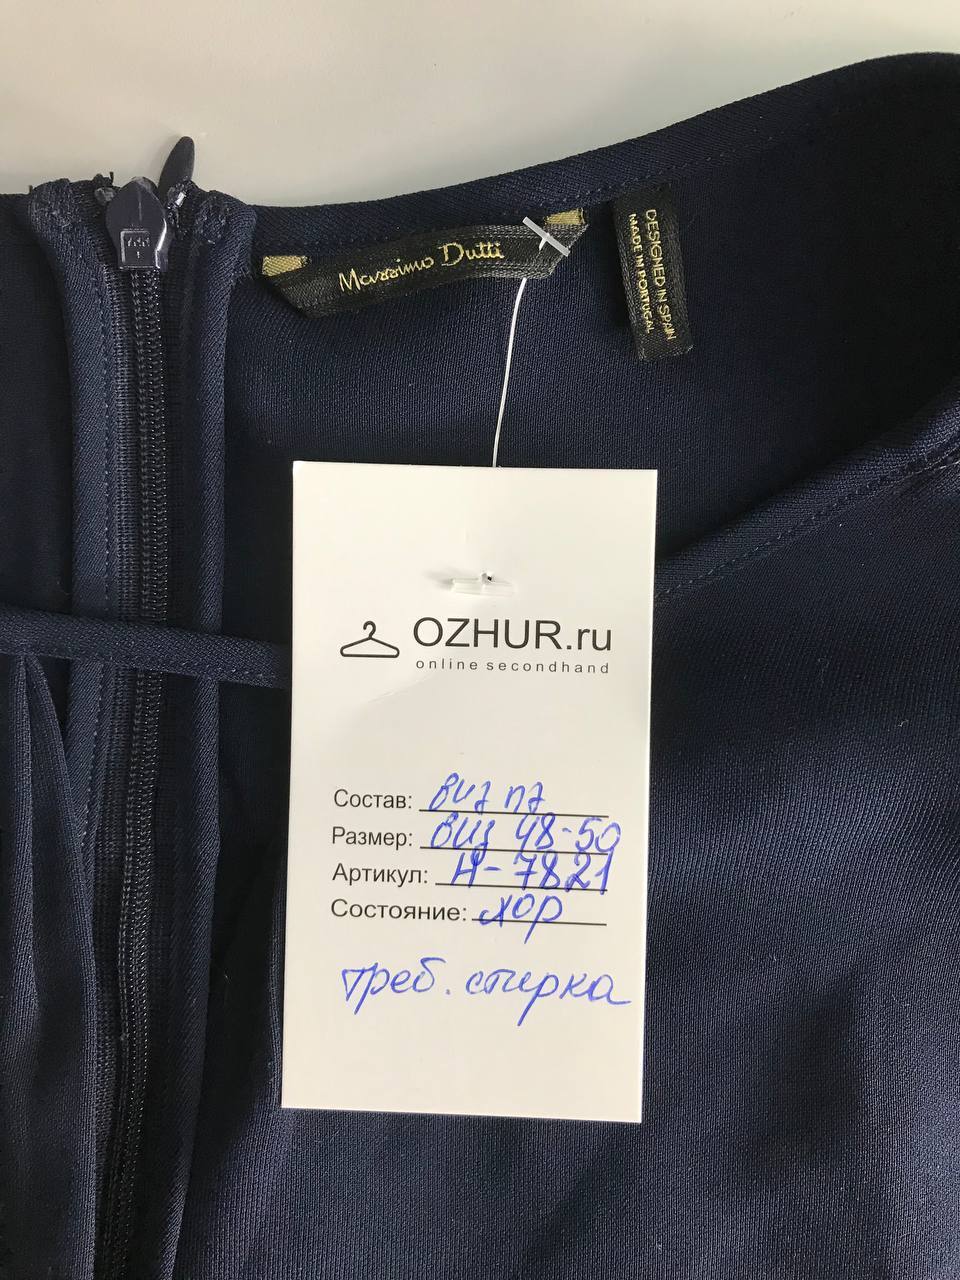 Massimo Dutti
DESIGNED IN SPAIN
MADE IN PORTUGAL
OZHUR.ru
online secondhand
Состав: виз пэ
Размер: виз 48-50
Артикул: Н-7821
Состояние: хор
треб. стирка